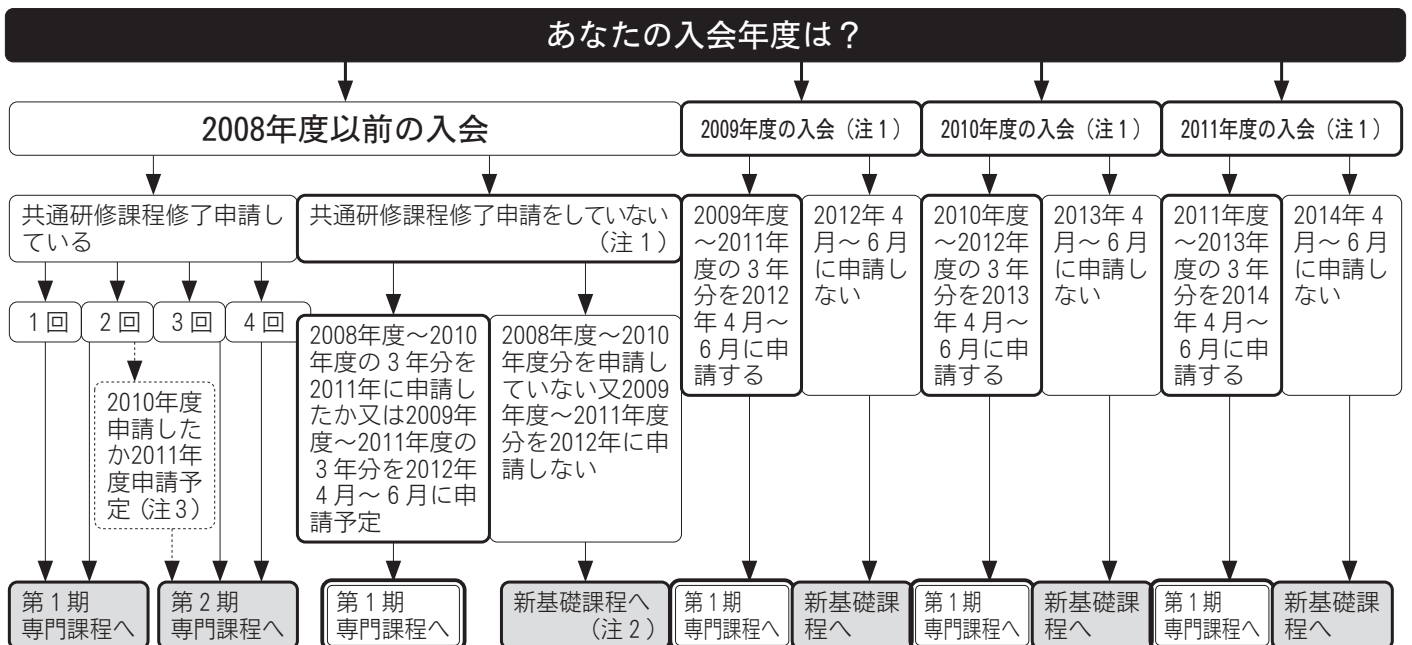 あなたの入会年度は？
2008年度以前の入会
2009年度の入会（注１）
2010年度の入会（注１）
2011年度の入会（注１）
共通研修課程修了申請し
ている
共通研修課程修了申請をしていない
（注１）
2009年度
～2011年
度の３年
分を2012
年４月～
６月に申
請する
2012年４
月～６月
に申請し
ない
2010年度
～2012年
度の３年
分を2013
年４月～
６月に申
請する
2013年４
月～６月
に申請し
ない
2011年度
～2013年
度の３年
分を2014
年４月～
６月に申
請する
2014年４
月～６月
に申請し
ない
１回
２回
３回
４回
2010年度
申請した
か2011年
度申請予
定（注３）
2008年度～2010
年度の３年分を
2011年に申請し
たか又は2009年
度～2011年度の
３年分を2012年
４月～６月に申
請予定
2008年度～2010
年度分を申請し
ていない又2009
年度～2011年度
分を2012年に申
請しない
第１期
専門課程へ
第２期
専門課程へ
第１期
専門課程へ
新基礎課程へ
（注２）
第１期
専門課程へ
新基礎課
程へ
第１期
専門課程へ
新基礎課
程へ
第１期
専門課程へ
新基礎課
程へ